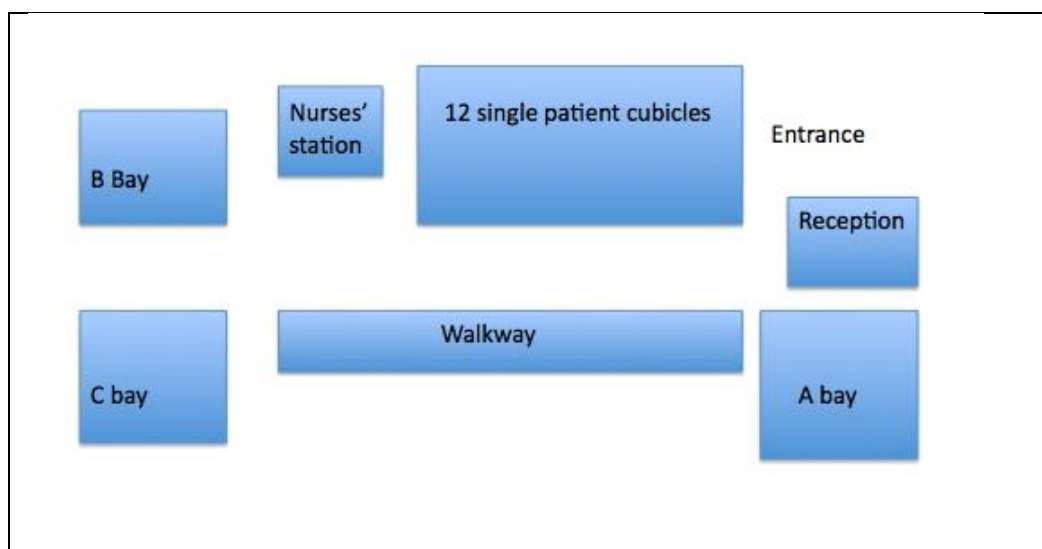 Nurses’
station
12 single patient cubicles
Entrance
B Bay
Reception
Walkway
C bay
A bay